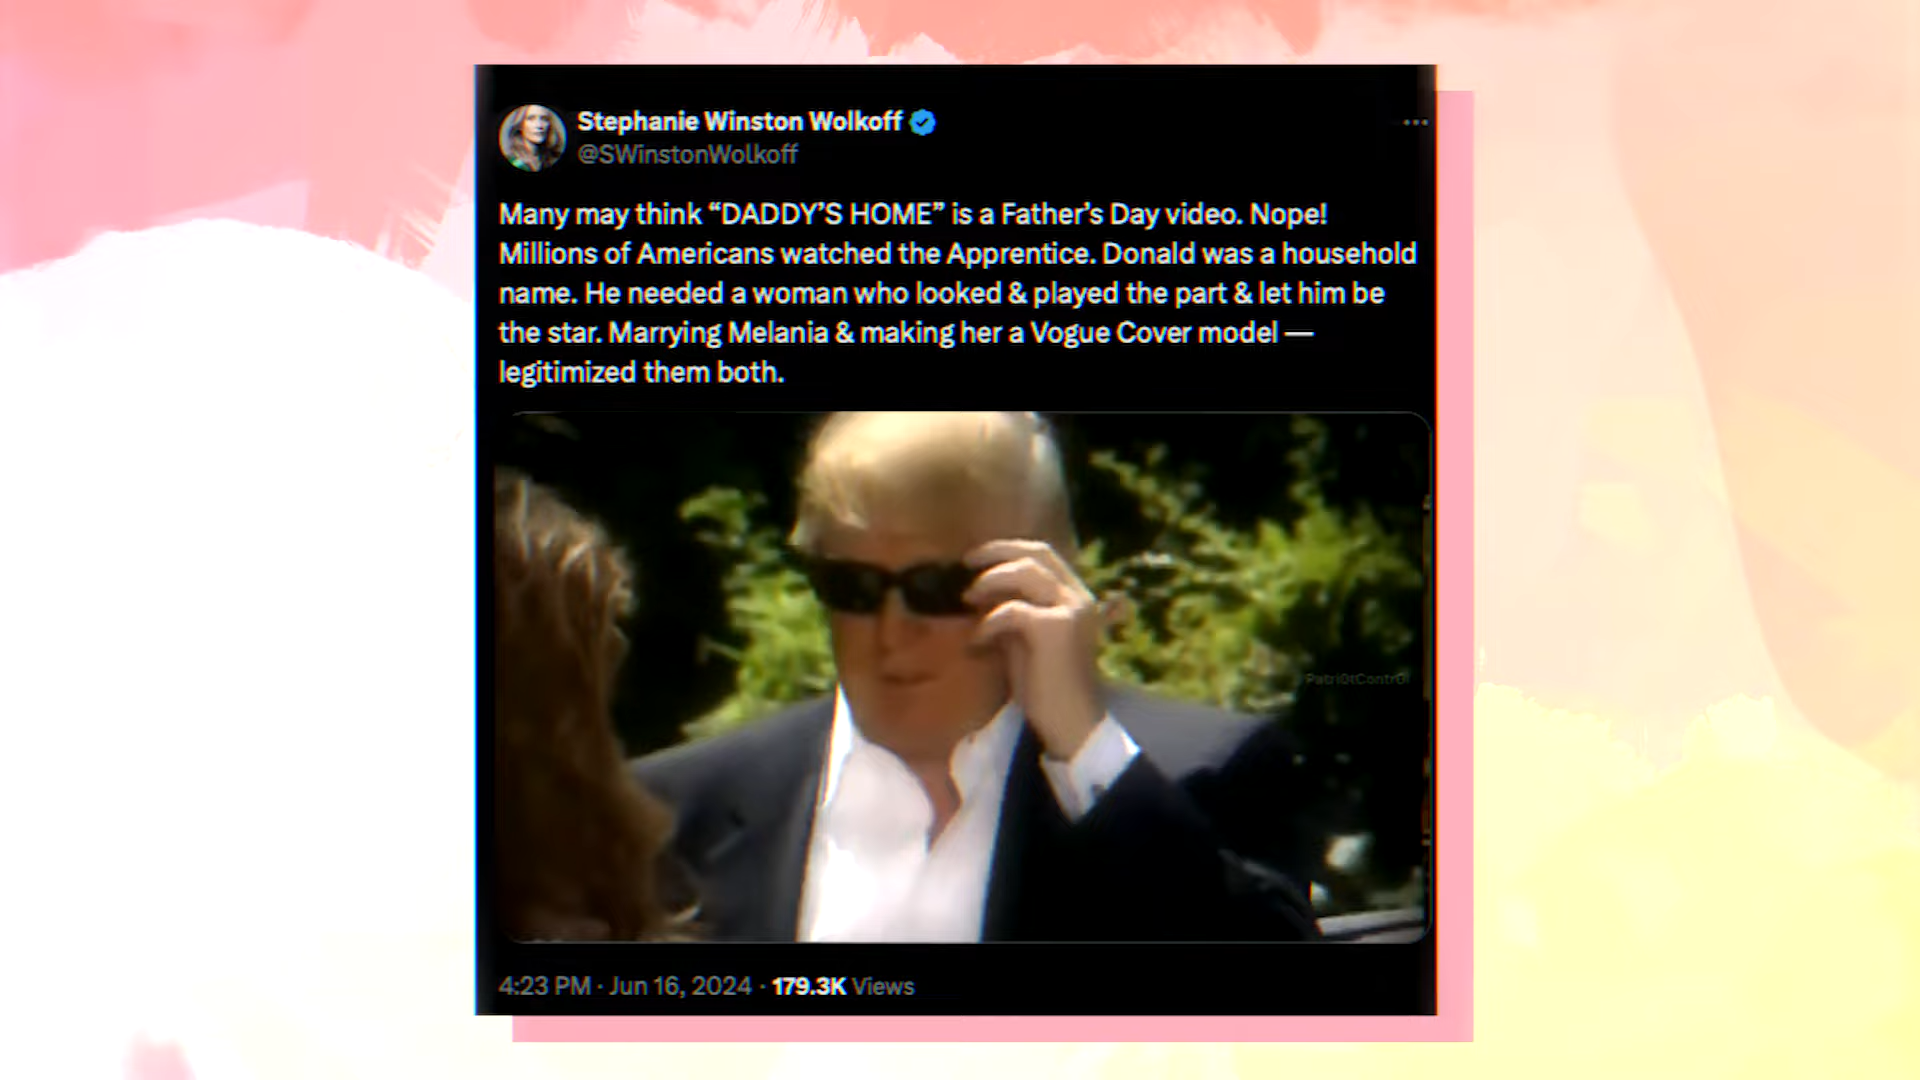 Stephanie Winston Wolkoff
@SWinstonWolkoff
Many may think “DADDY’S HOME” is a Father’s Day video. Nope!
Millions of Americans watched the Apprentice. Donald was a household
name. He needed a woman who looked & played the part & let him be
the star. Marrying Melania & making her a Vogue Cover model —
legitimized them both.
Patri0tContr0l
4:23 PM · Jun 16, 2024 · 179.3K Views